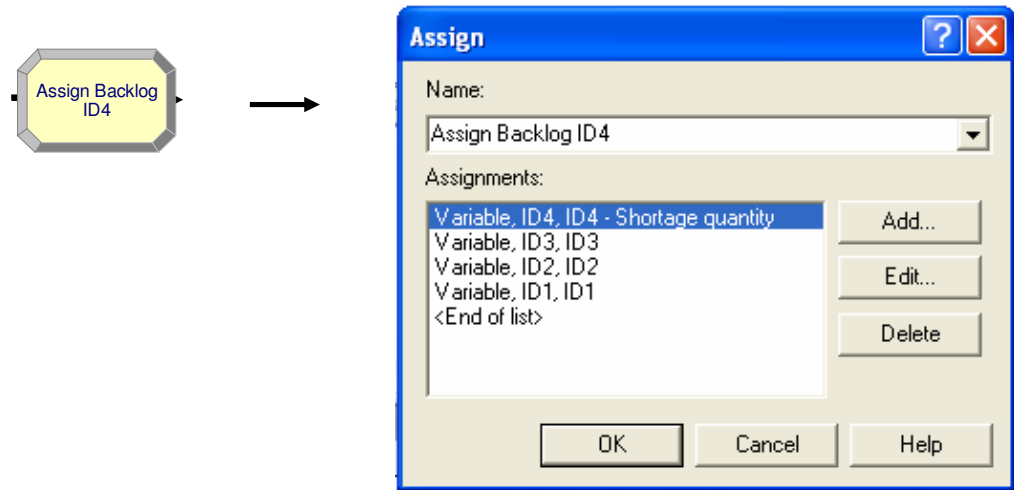 Assign Backlog
ID4
Assign
Name:
Assign Backlog ID4
Assignments:
Variable, ID4, ID4 - Shortage quantity
Variable, ID3, ID3
Variable, ID2, ID2
Variable, ID1, ID1
<End of list>
Add...
Edit...
Delete
OK
Cancel
Help